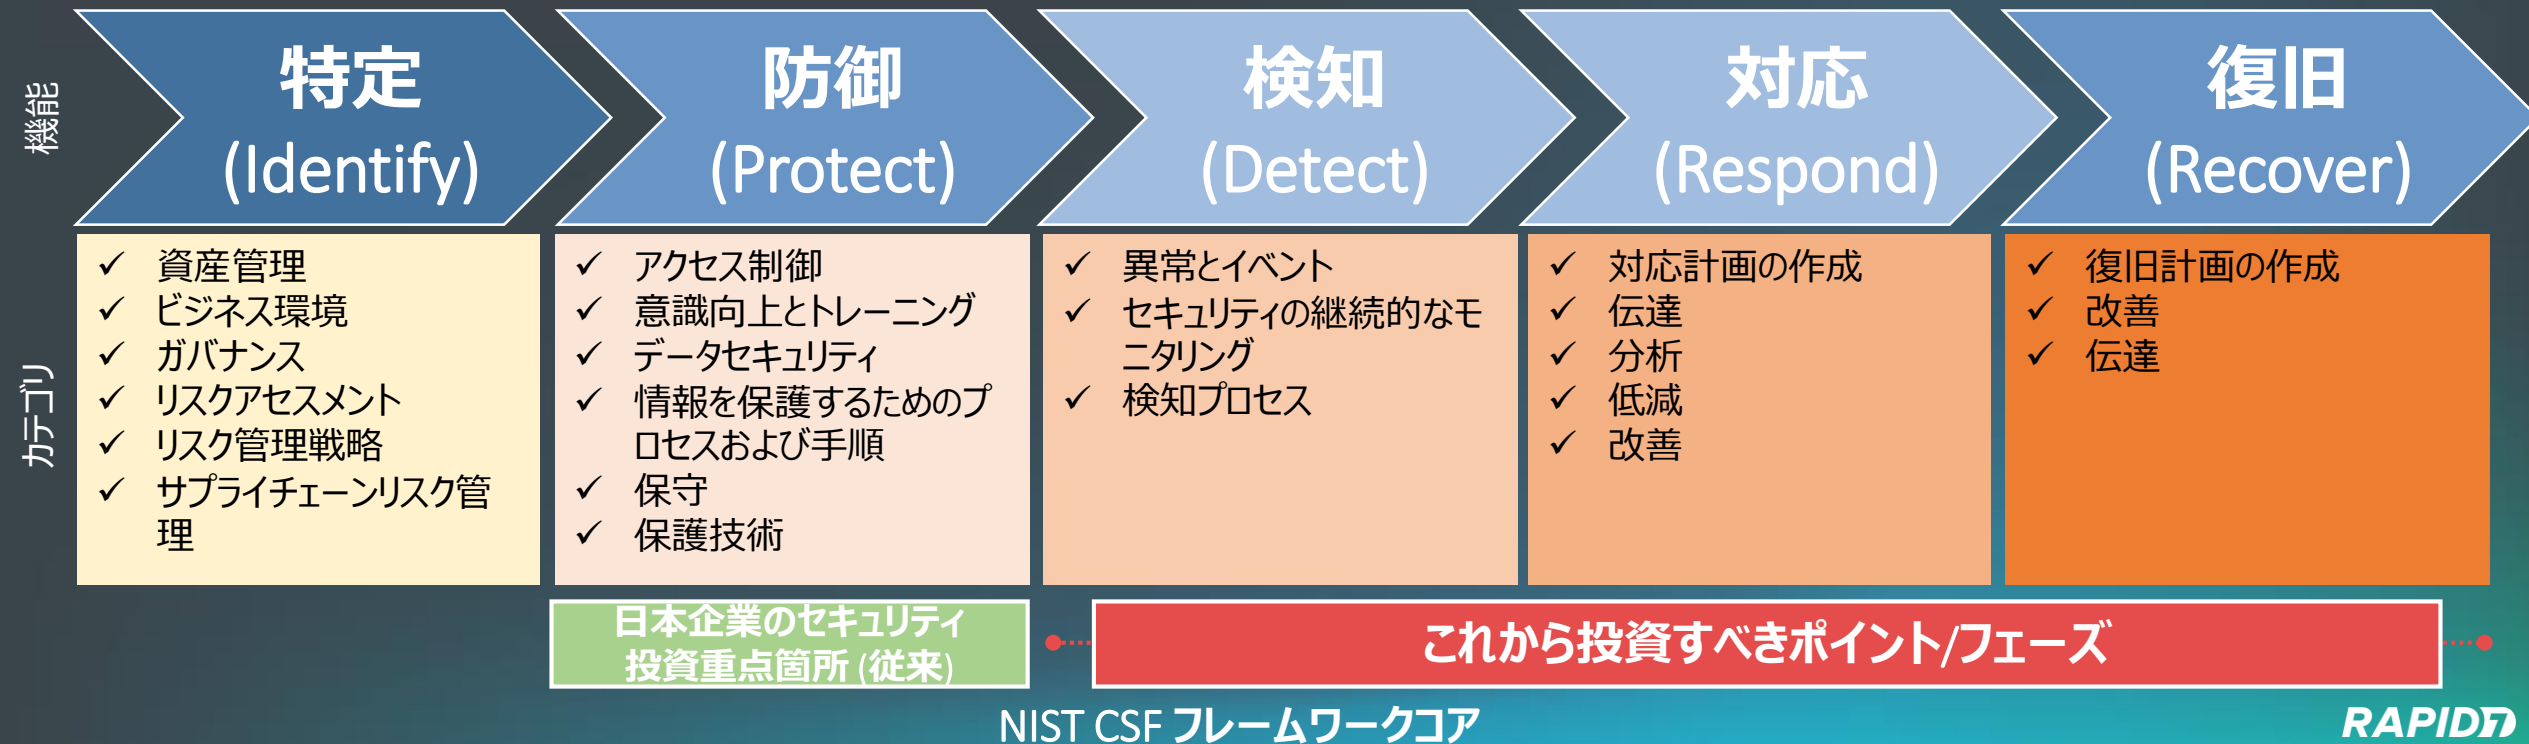 機能
特定
(Identify)
防御
(Protect)
検知
(Detect)
対応
(Respond)
復旧
(Recover)
カテゴリ
✓ 資産管理
✓ ビジネス環境
✓ ガバナンス
✓ リスクアセスメント
✓ リスク管理戦略
✓ サプライチェーンリスク管
理
✓ アクセス制御
✓ 意識向上とトレーニング
✓ データセキュリティ
✓ 情報を保護するためのプ
ロセスおよび手順
✓ 保守
✓ 保護技術
✓ 異常とイベント
✓ セキュリティの継続的なモ
ニタリング
✓ 検知プロセス
✓ 対応計画の作成
✓ 伝達
✓ 分析
✓ 低減
✓ 改善
✓ 復旧計画の作成
✓ 改善
✓ 伝達
日本企業のセキュリティ
投資重点箇所 (従来)
これから投資すべきポイント/フェーズ
NIST CSF フレームワークコア
RAPID7